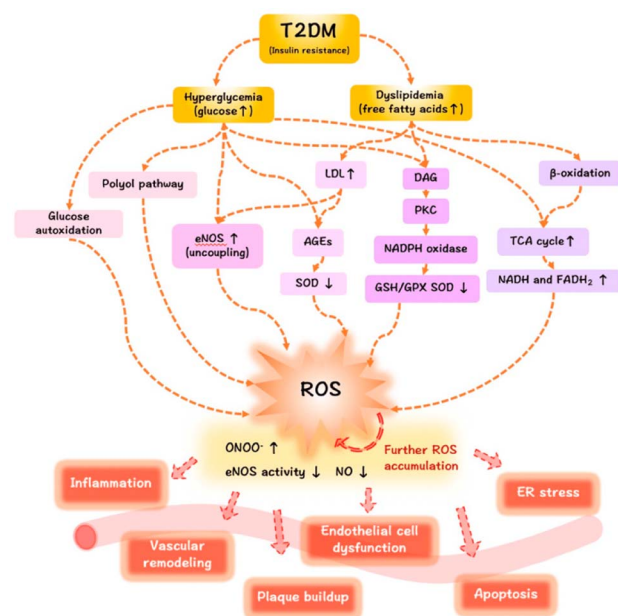 T2DM
(Insulin resistance)
Hyperglycemia
(glucose↑)
Dyslipidemia
(free fatty acids↑)
Polyol pathway
LDL↑
DAG
β-oxidation
Glucose
autoxidation
eNOS ↑
(uncoupling)
AGEs
PKC
NADPH oxidase
TCA cycle↑
SOD ↓
GSH/GPX SOD ↓
NADH and FADH₂ ↑
ROS
ONOO⁻ ↑
eNOS activity ↓ NO ↓
Further ROS
accumulation
Inflammation
ER stress
Vascular
remodeling
Endothelial cell
dysfunction
Plaque buildup
Apoptosis